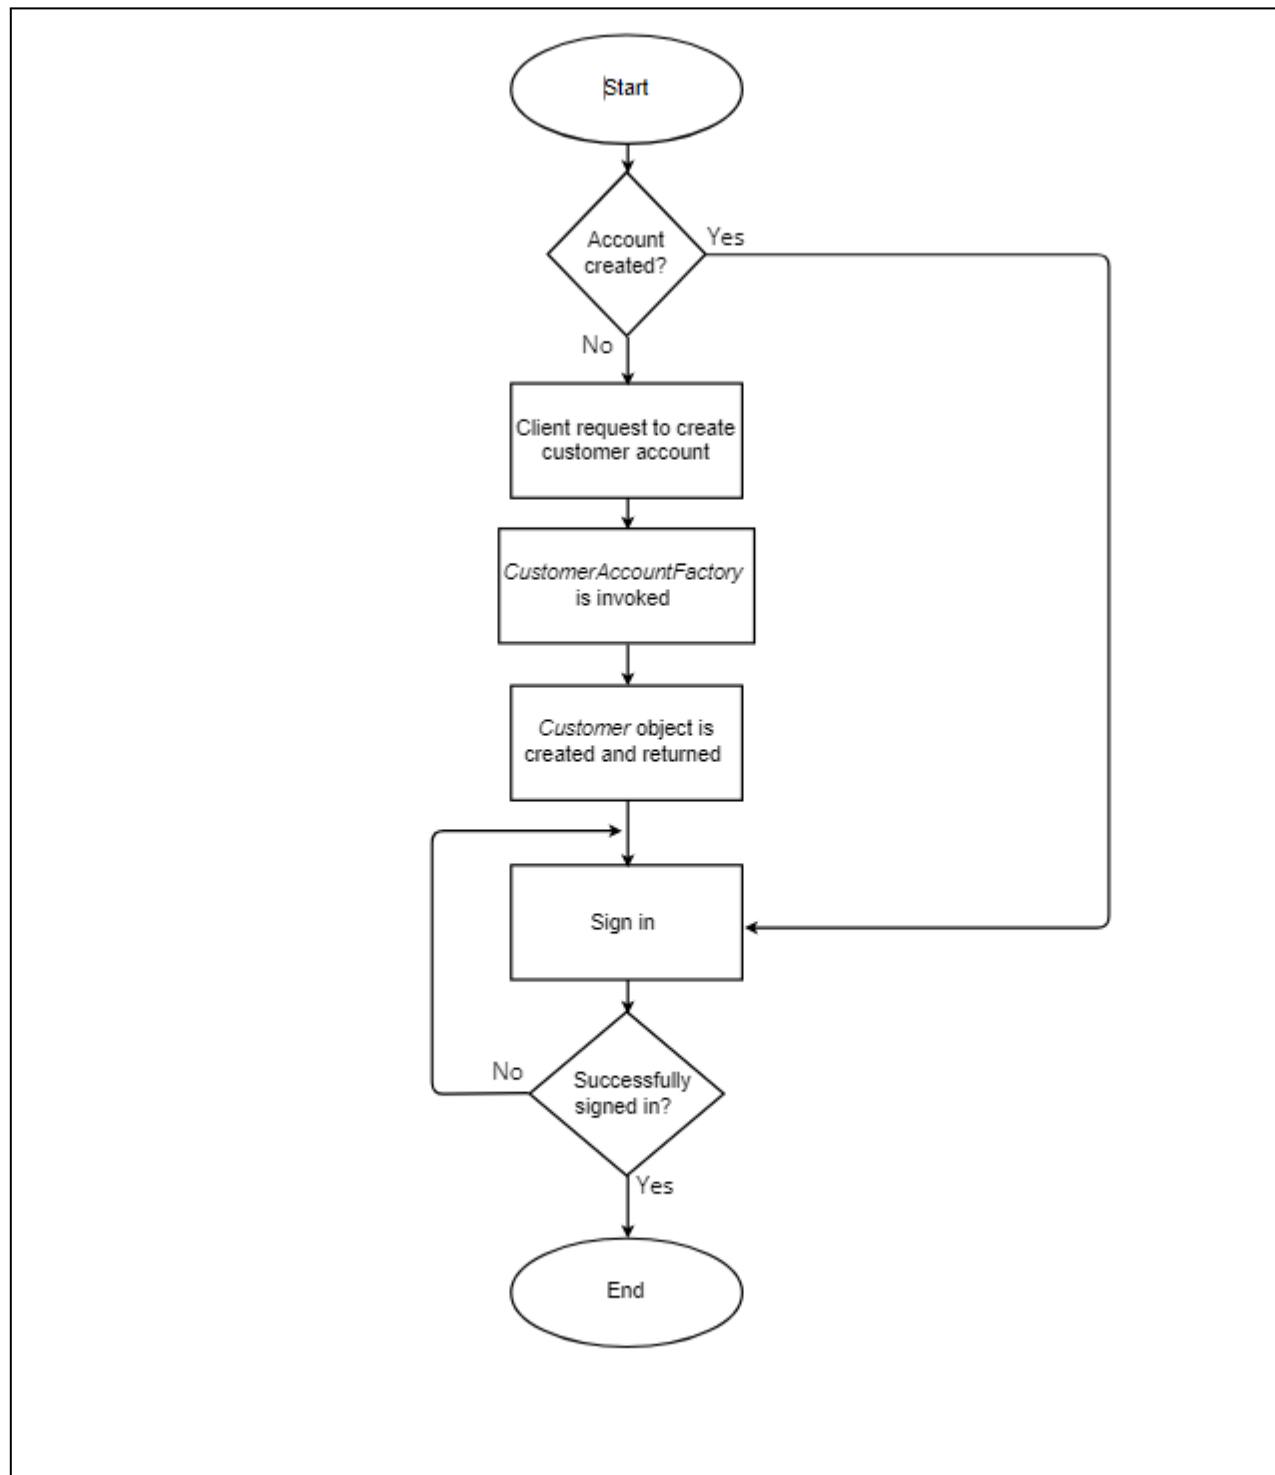 Start
Account
created?
Yes
No
Client request to create
customer account
CustomerAccountFactory
is invoked
Customer object is
created and returned
Sign in
No
Successfully
signed in?
Yes
End